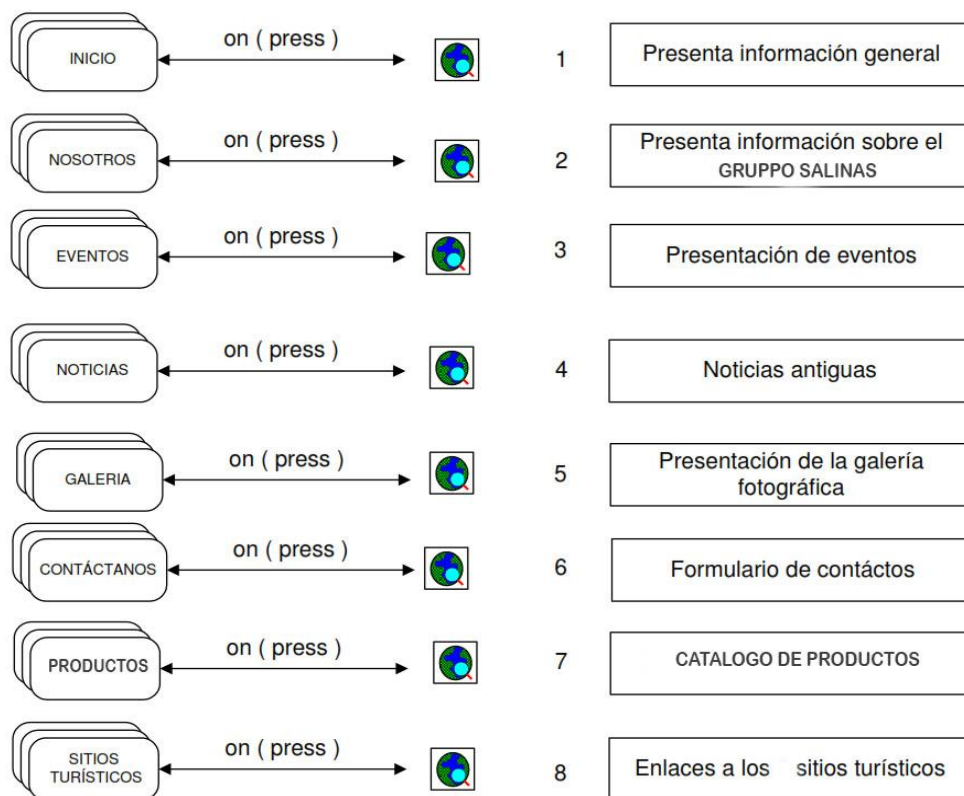 INICIO on ( press ) 1 Presenta información general
NOSOTROS on ( press ) 2 Presenta información sobre el
GRUPPO SALINAS
EVENTOS on ( press ) 3 Presentación de eventos
NOTICIAS on ( press ) 4 Noticias antiguas
GALERIA on ( press ) 5 Presentación de la galería
fotográfica
CONTÁCTANOS on ( press ) 6 Formulario de contáctos
PRODUCTOS on ( press ) 7 CATALOGO DE PRODUCTOS
SITIOS
TURÍSTICOS on ( press ) 8 Enlaces a los sitios turísticos